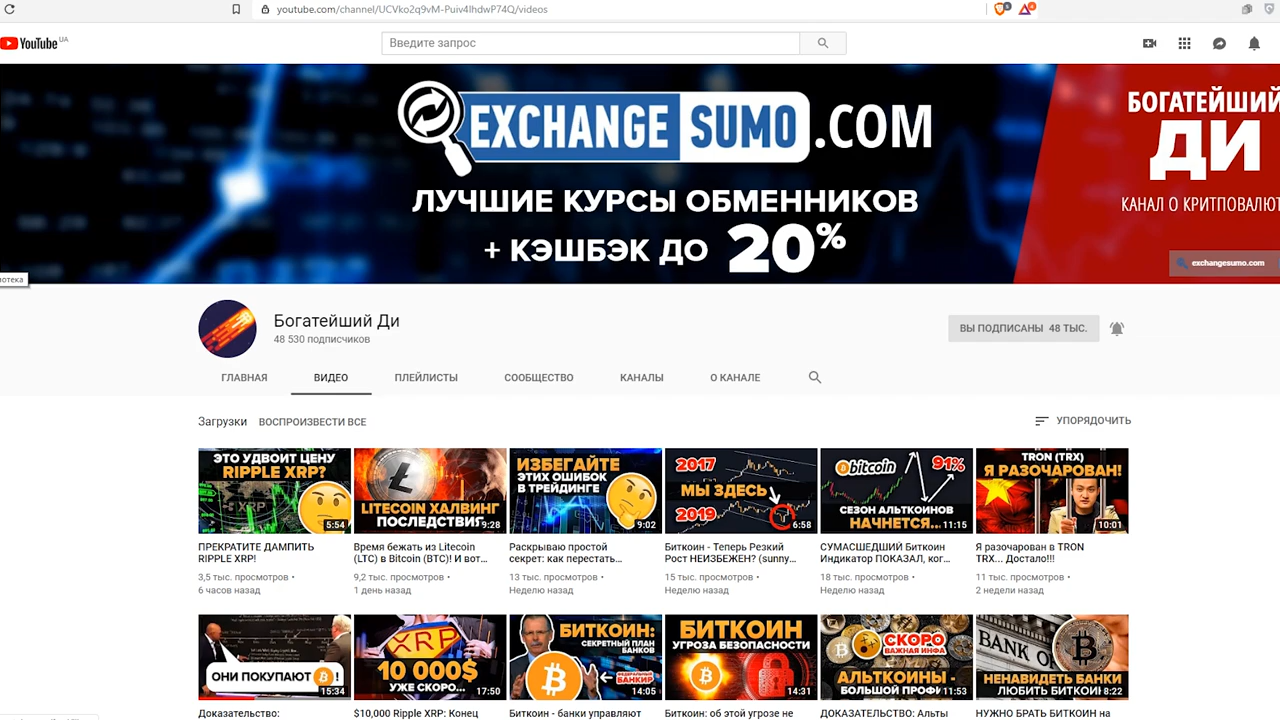 youtube.com/channel/UCVko2q9vM-Puiv4IhdwP74Q/videos
YouTube UA
Введите запрос
EXCHANGE SUMO.COM
ЛУЧШИЕ КУРСЫ ОБМЕННИКОВ
+ КЭШБЭК ДО 20%
БОГАТЕЙШИЙ
ДИ
КАНАЛ О КРИПТОВАЛЮТ
exchangesumo.com
отека
Богатейший Ди
48 530 подписчиков
ВЫ ПОДПИСАНЫ 48 ТЫС.
ГЛАВНАЯ ВИДЕО ПЛЕЙЛИСТЫ СООБЩЕСТВО КАНАЛЫ О КАНАЛЕ
Загрузки ВОСПРОИЗВЕСТИ ВСЕ
УПОРЯДОЧИТЬ
ЭТО УДВОИТ ЦЕНУ
RIPPLE XRP?
XRP
5:54
ПРЕКРАТИТЕ ДАМПИТЬ
RIPPLE XRP!
3,5 тыс. просмотров •
6 часов назад
LITECOIN ХАЛВИНГ
ПОСЛЕДСТВИЯ
9:28
Время бежать из Litecoin
(LTC) в Bitcoin (BTC)! И вот...
9,2 тыс. просмотров •
1 день назад
ИЗБЕГАЙТЕ
ЭТИХ ОШИБОК
В ТРЕЙДИНГЕ
9:02
Раскрываю простой
секрет: как перестать...
13 тыс. просмотров •
Неделю назад
2017
МЫ ЗДЕСЬ
2019
6:58
Биткоин - Теперь Резкий
Рост НЕИЗБЕЖЕН? (sunny...
15 тыс. просмотров •
Неделю назад
bitcoin
91%
СЕЗОН АЛЬТКОИНОВ
НАЧНЕТСЯ...
11:15
СУМАСШЕДШИЙ Биткоин
Индикатор ПОКАЗАЛ, ког...
18 тыс. просмотров •
Неделю назад
TRON (TRX)
Я РАЗОЧАРОВАН!
10:01
Я разочарован в TRON
TRX... Достало!!!
11 тыс. просмотров •
2 недели назад
ОНИ ПОКУПАЮТ !
15:34
Доказательство:
XRP
10 000$
УЖЕ СКОРО...
17:50
$10,000 Ripple XRP: Конец
БИТКОИН:
СЕКРЕТНЫЙ ПЛАН
БАНКОВ
ФЕДЕРАЛЬНЫЙ
БАНКИР
14:05
Биткоин - банки управляют
БИТКОИН
УГРОЗА БЕЗОПАСНОСТИ
14:31
Биткоин: об этой угрозе не
СКОРО
ВАЖНАЯ ИНФА
АЛЬТКОИНЫ -
БОЛЬШОЙ ПРОФИ
11:53
ДОКАЗАТЕЛЬСТВО: Альты
BANK OF
НЕНАВИДЕТЬ БАНКИ
ЛЮБИТЬ БИТКОИН
8:22
НУЖНО БРАТЬ БИТКОИН на